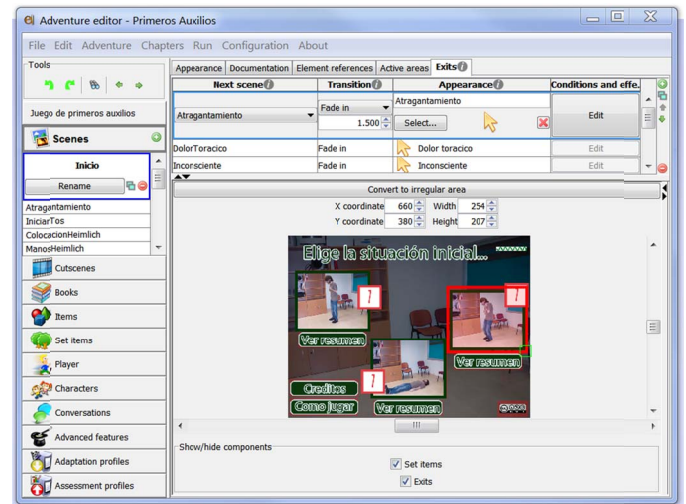 Adventure editor - Primeros Auxilios
File Edit Adventure Chapters Run Configuration About
Tools
Juego de primeros auxilios
Scenes
Inicio
Rename
Atragantamiento
IniciarTos
ColocacionHeimlich
ManosHeimlich
Cutscenes
Books
Items
Set items
Player
Characters
Conversations
Advanced features
Adaptation profiles
Assessment profiles
Appearance Documentation Element references Active areas Exits
Next scene Transition Appearance Conditions and effe.
Atragantamiento Fade in 1.500 Atragantamiento Select... Edit
DolorToracico Fade in Dolor toracico Edit
Inconsciente Fade in Inconsciente Edit
Convert to irregular area
X coordinate 660 Width 254
Y coordinate 380 Height 207
Elige la situación inicial...
1
1
Ver resumen
Ver resumen
1
Creditos
Como jugar Ver resumen
Show/hide components
Set items
Exits